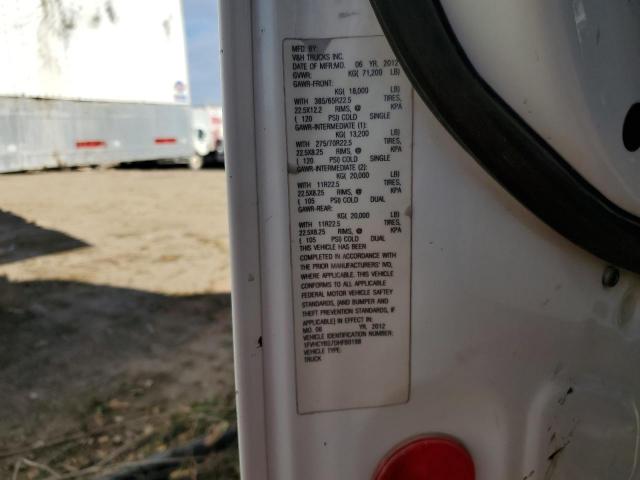 MFG BY:
V&H TRUCKS INC.
DATE OF MFR:MO. 06 YR. 2012
GVWR: KG( 71,200 LB)
GAWR-FRONT:
KG( 18,000 LB)
WITH 385/65R22.5 TIRES,
22.5X12.2 RIMS, @ KPA
( 120 PSI) COLD SINGLE
GAWR-INTERMEDIATE (1):
KG( 13,200 LB)
WITH 275/70R22.5 TIRES,
22.5X8.25 RIMS, @ KPA
( 120 PSI) COLD SINGLE
GAWR-INTERMEDIATE (2):
KG( 20,000 LB)
WITH 11R22.5 TIRES,
22.5X8.25 RIMS, @ KPA
( 105 PSI) COLD DUAL
GAWR-REAR:
KG( 20,000 LB)
WITH 11R22.5 TIRES,
22.5X8.25 RIMS, @ KPA
( 105 PSI) COLD DUAL
THIS VEHICLE HAS BEEN
COMPLETED IN ACCORDANCE WITH
THE PRIOR MANUFACTURERS' IVD,
WHERE APPLICABLE. THIS VEHICLE
CONFORMS TO ALL APPLICABLE
FEDERAL MOTOR VEHICLE SAFTEY
STANDARDS, [AND BUMPER AND
THEFT PREVENTION STANDARDS, IF
APPLICABLE] IN EFFECT IN:
MO. 06 YR. 2012
VEHICLE IDENTIFICATION NUMBER:
VEHICLE TYPE:
TRUCK